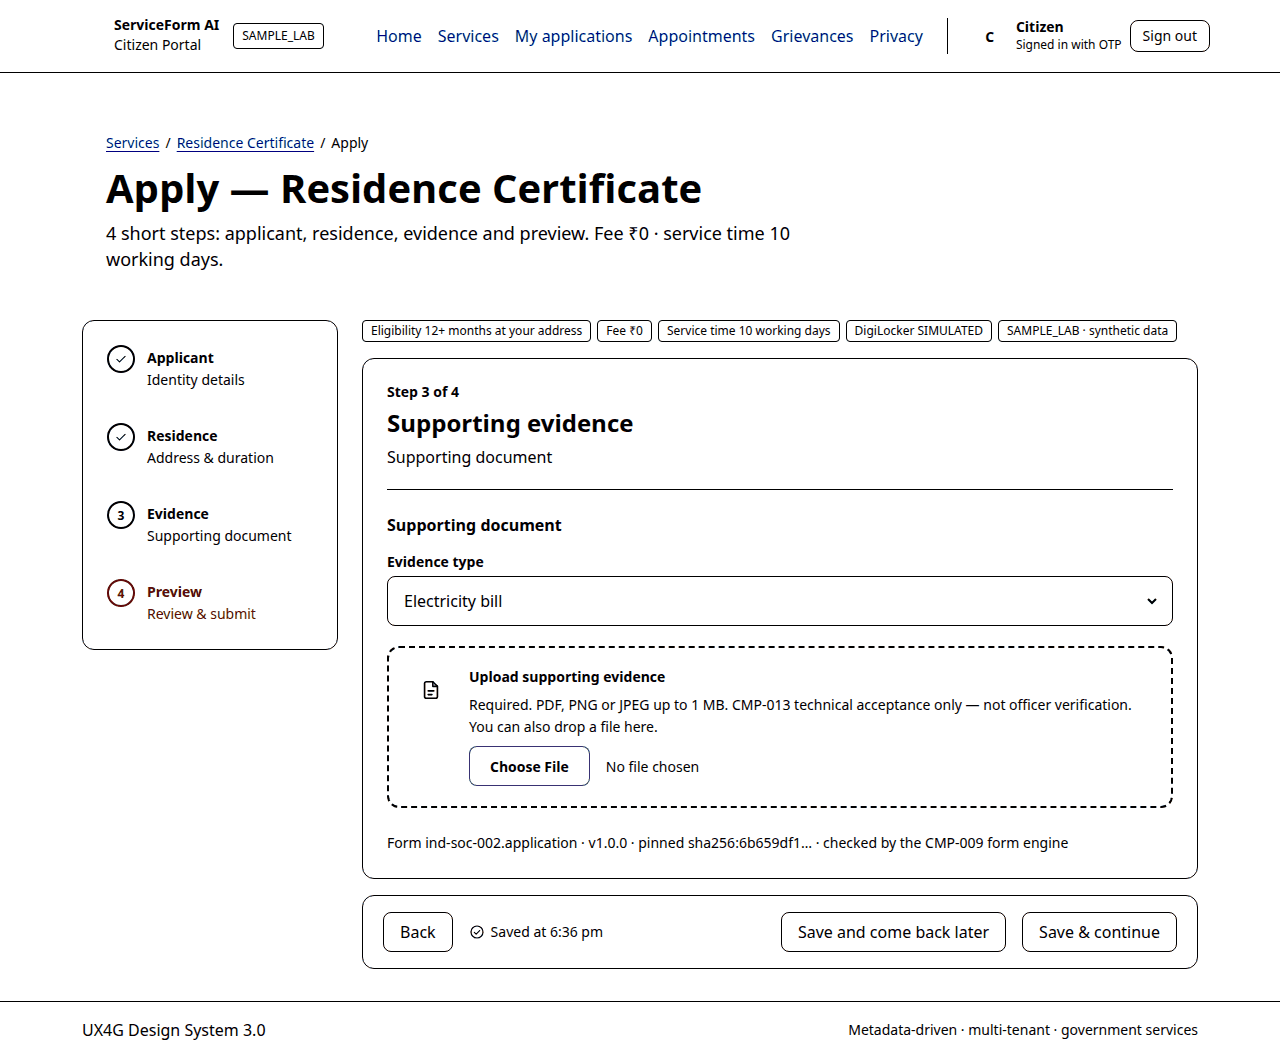 ServiceForm AI
Citizen Portal
SAMPLE_LAB
Home Services My applications Appointments Grievances Privacy
C
Citizen
Signed in with OTP
Sign out
Services / Residence Certificate / Apply
Apply — Residence Certificate
4 short steps: applicant, residence, evidence and preview. Fee ₹0 · service time 10
working days.
Applicant
Identity details
Residence
Address & duration
3
Evidence
Supporting document
4
Preview
Review & submit
Eligibility 12+ months at your address
Fee ₹0
Service time 10 working days
DigiLocker SIMULATED
SAMPLE_LAB · synthetic data
Step 3 of 4
Supporting evidence
Supporting document
Supporting document
Evidence type
Electricity bill
Upload supporting evidence
Required. PDF, PNG or JPEG up to 1 MB. CMP-013 technical acceptance only — not officer verification.
You can also drop a file here.
Choose File No file chosen
Form ind-soc-002.application · v1.0.0 · pinned sha256:6b659df1... · checked by the CMP-009 form engine
Back
Saved at 6:36 pm
Save and come back later
Save & continue
UX4G Design System 3.0
Metadata-driven · multi-tenant · government services